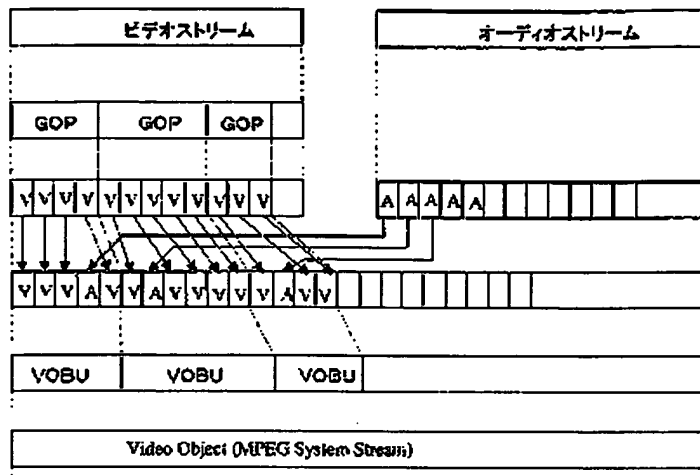 ビデオストリーム オーディオストリーム
GOP GOP GOP
V V V V V V V V V V V V A A A A A
V V V A V V A V V V V V A V V
VOBU VOBU VOBU
Video Object (MPEG System Stream)